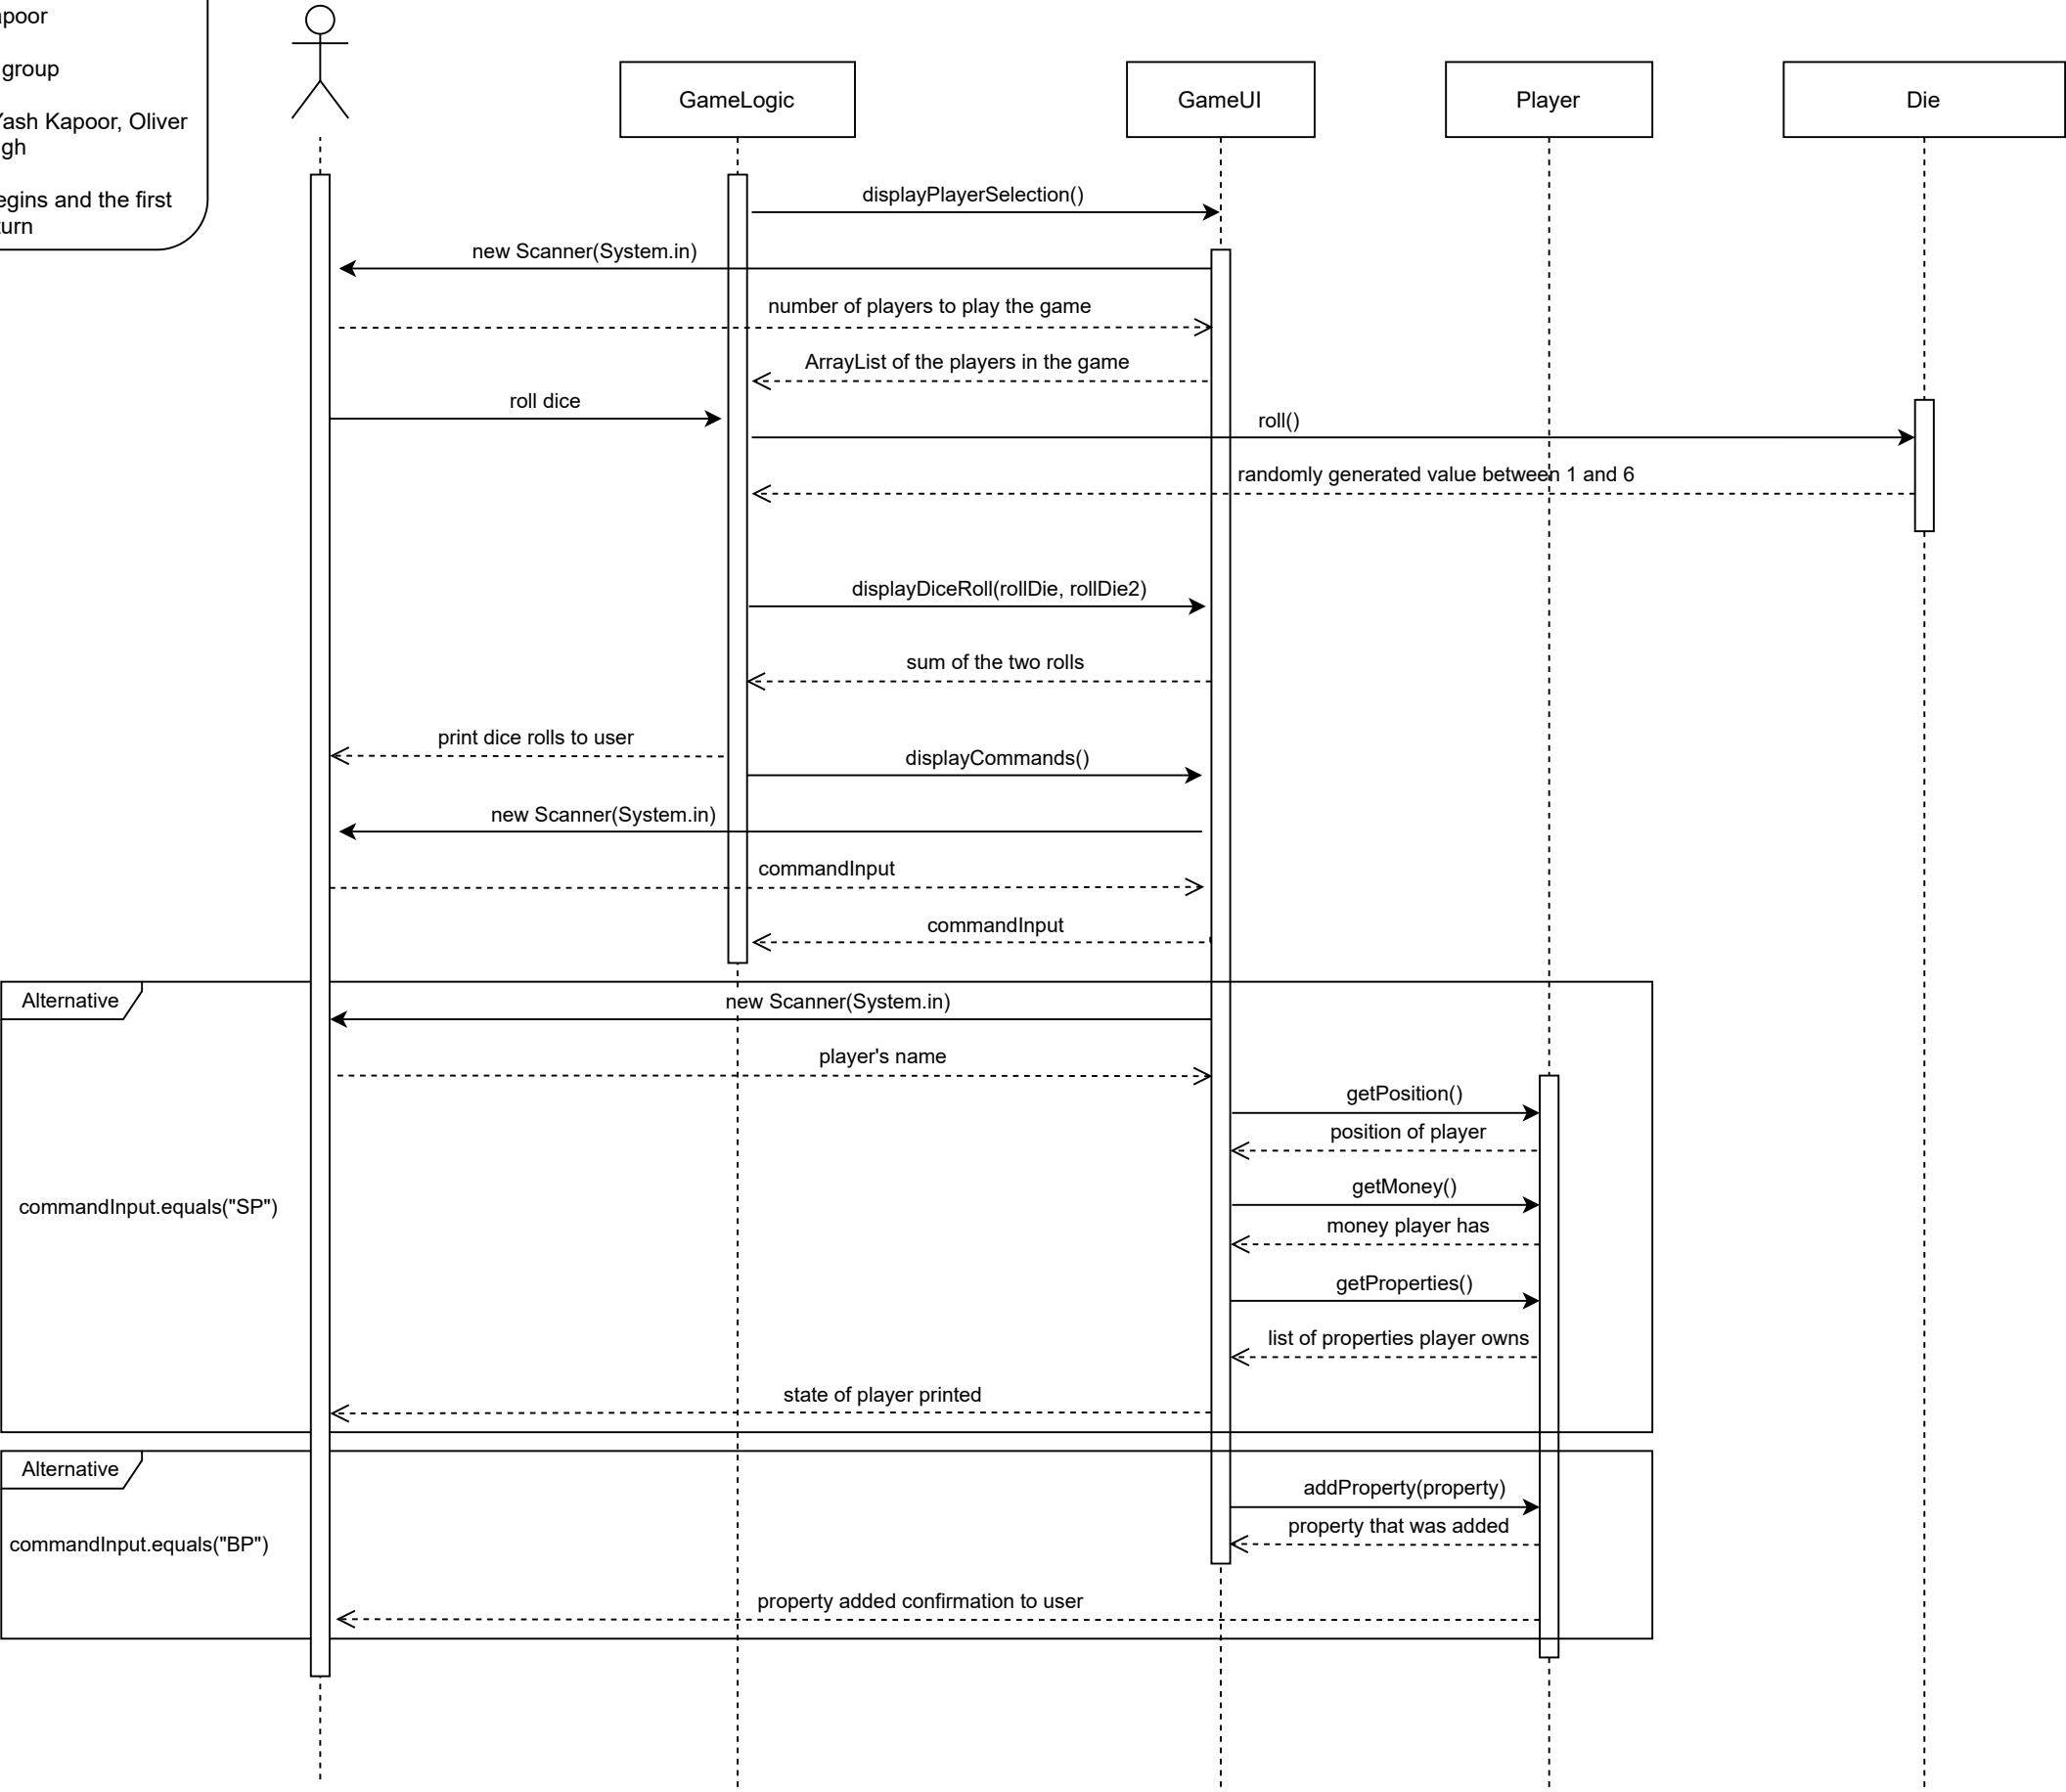 group
Kapoor, Oliver
and the first
GameLogic
GameUI
Player
Die
displayPlayerSelection()
new Scanner(System.in)
number of players to play the game
ArrayList of the players in the game
roll dice
roll()
randomly generated value between 1 and 6
displayDiceRoll(rollDie, rollDie2)
sum of the two rolls
print dice rolls to user
displayCommands()
new Scanner(System.in)
commandInput
commandInput
Alternative
new Scanner(System.in)
player's name
getPosition()
position of player
getMoney()
commandInput.equals("SP")
money player has
getProperties()
list of properties player owns
state of player printed
Alternative
addProperty(property)
property that was added
commandInput.equals("BP")
property added confirmation to user